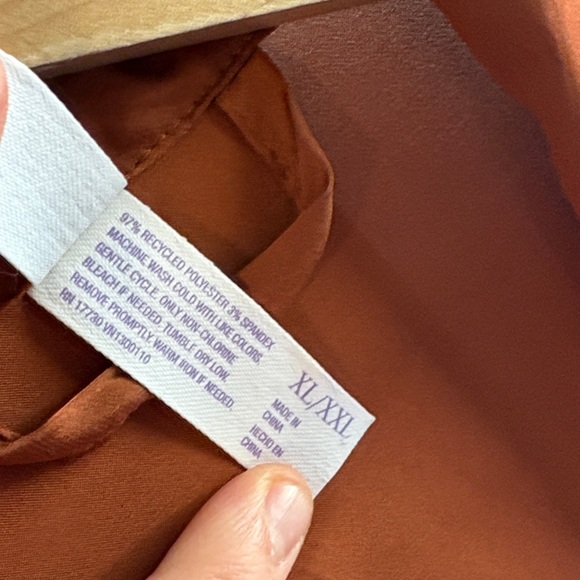 97% RECYCLED POLYESTER 3% SPANDEX
MACHINE WASH COLD WITH LIKE COLORS.
GENTLE CYCLE. ONLY NON-CHLORINE
BLEACH IF NEEDED. TUMBLE DRY LOW.
REMOVE PROMPTLY. WARM IRON IF NEEDED.
RN 17730 VN1300110
XL/XXL
MADE IN
CHINA
HECHO EN
CHINA